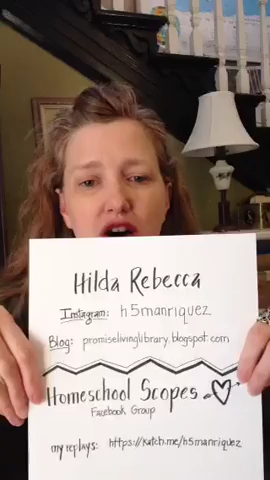 Hilda Rebecca
Instagram: h5manriquez
Blog: promiselivinglibrary.blogspot.com
Homeschool Scopes
Facebook Group
my replays: https://katch.me/h5manriquez